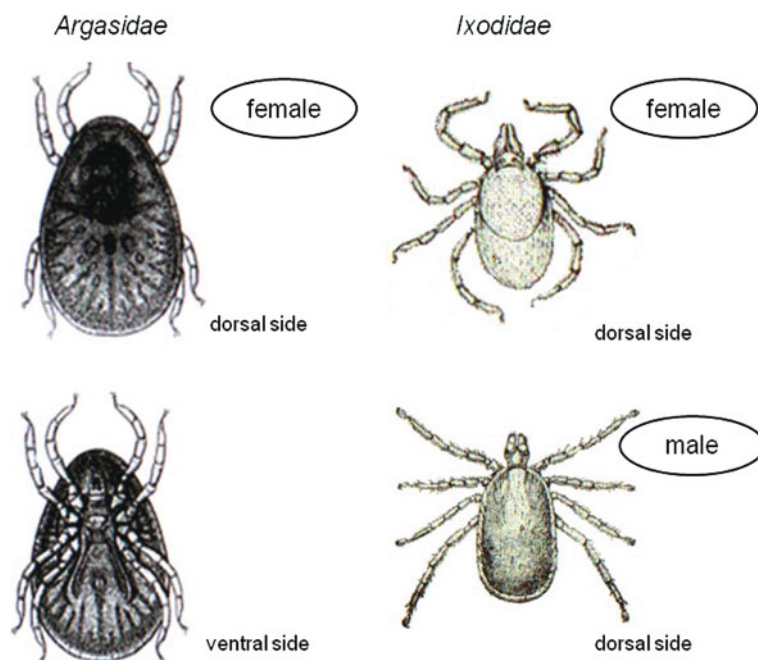 Argasidae
Ixodidae
female
female
dorsal side
dorsal side
male
ventral side
dorsal side